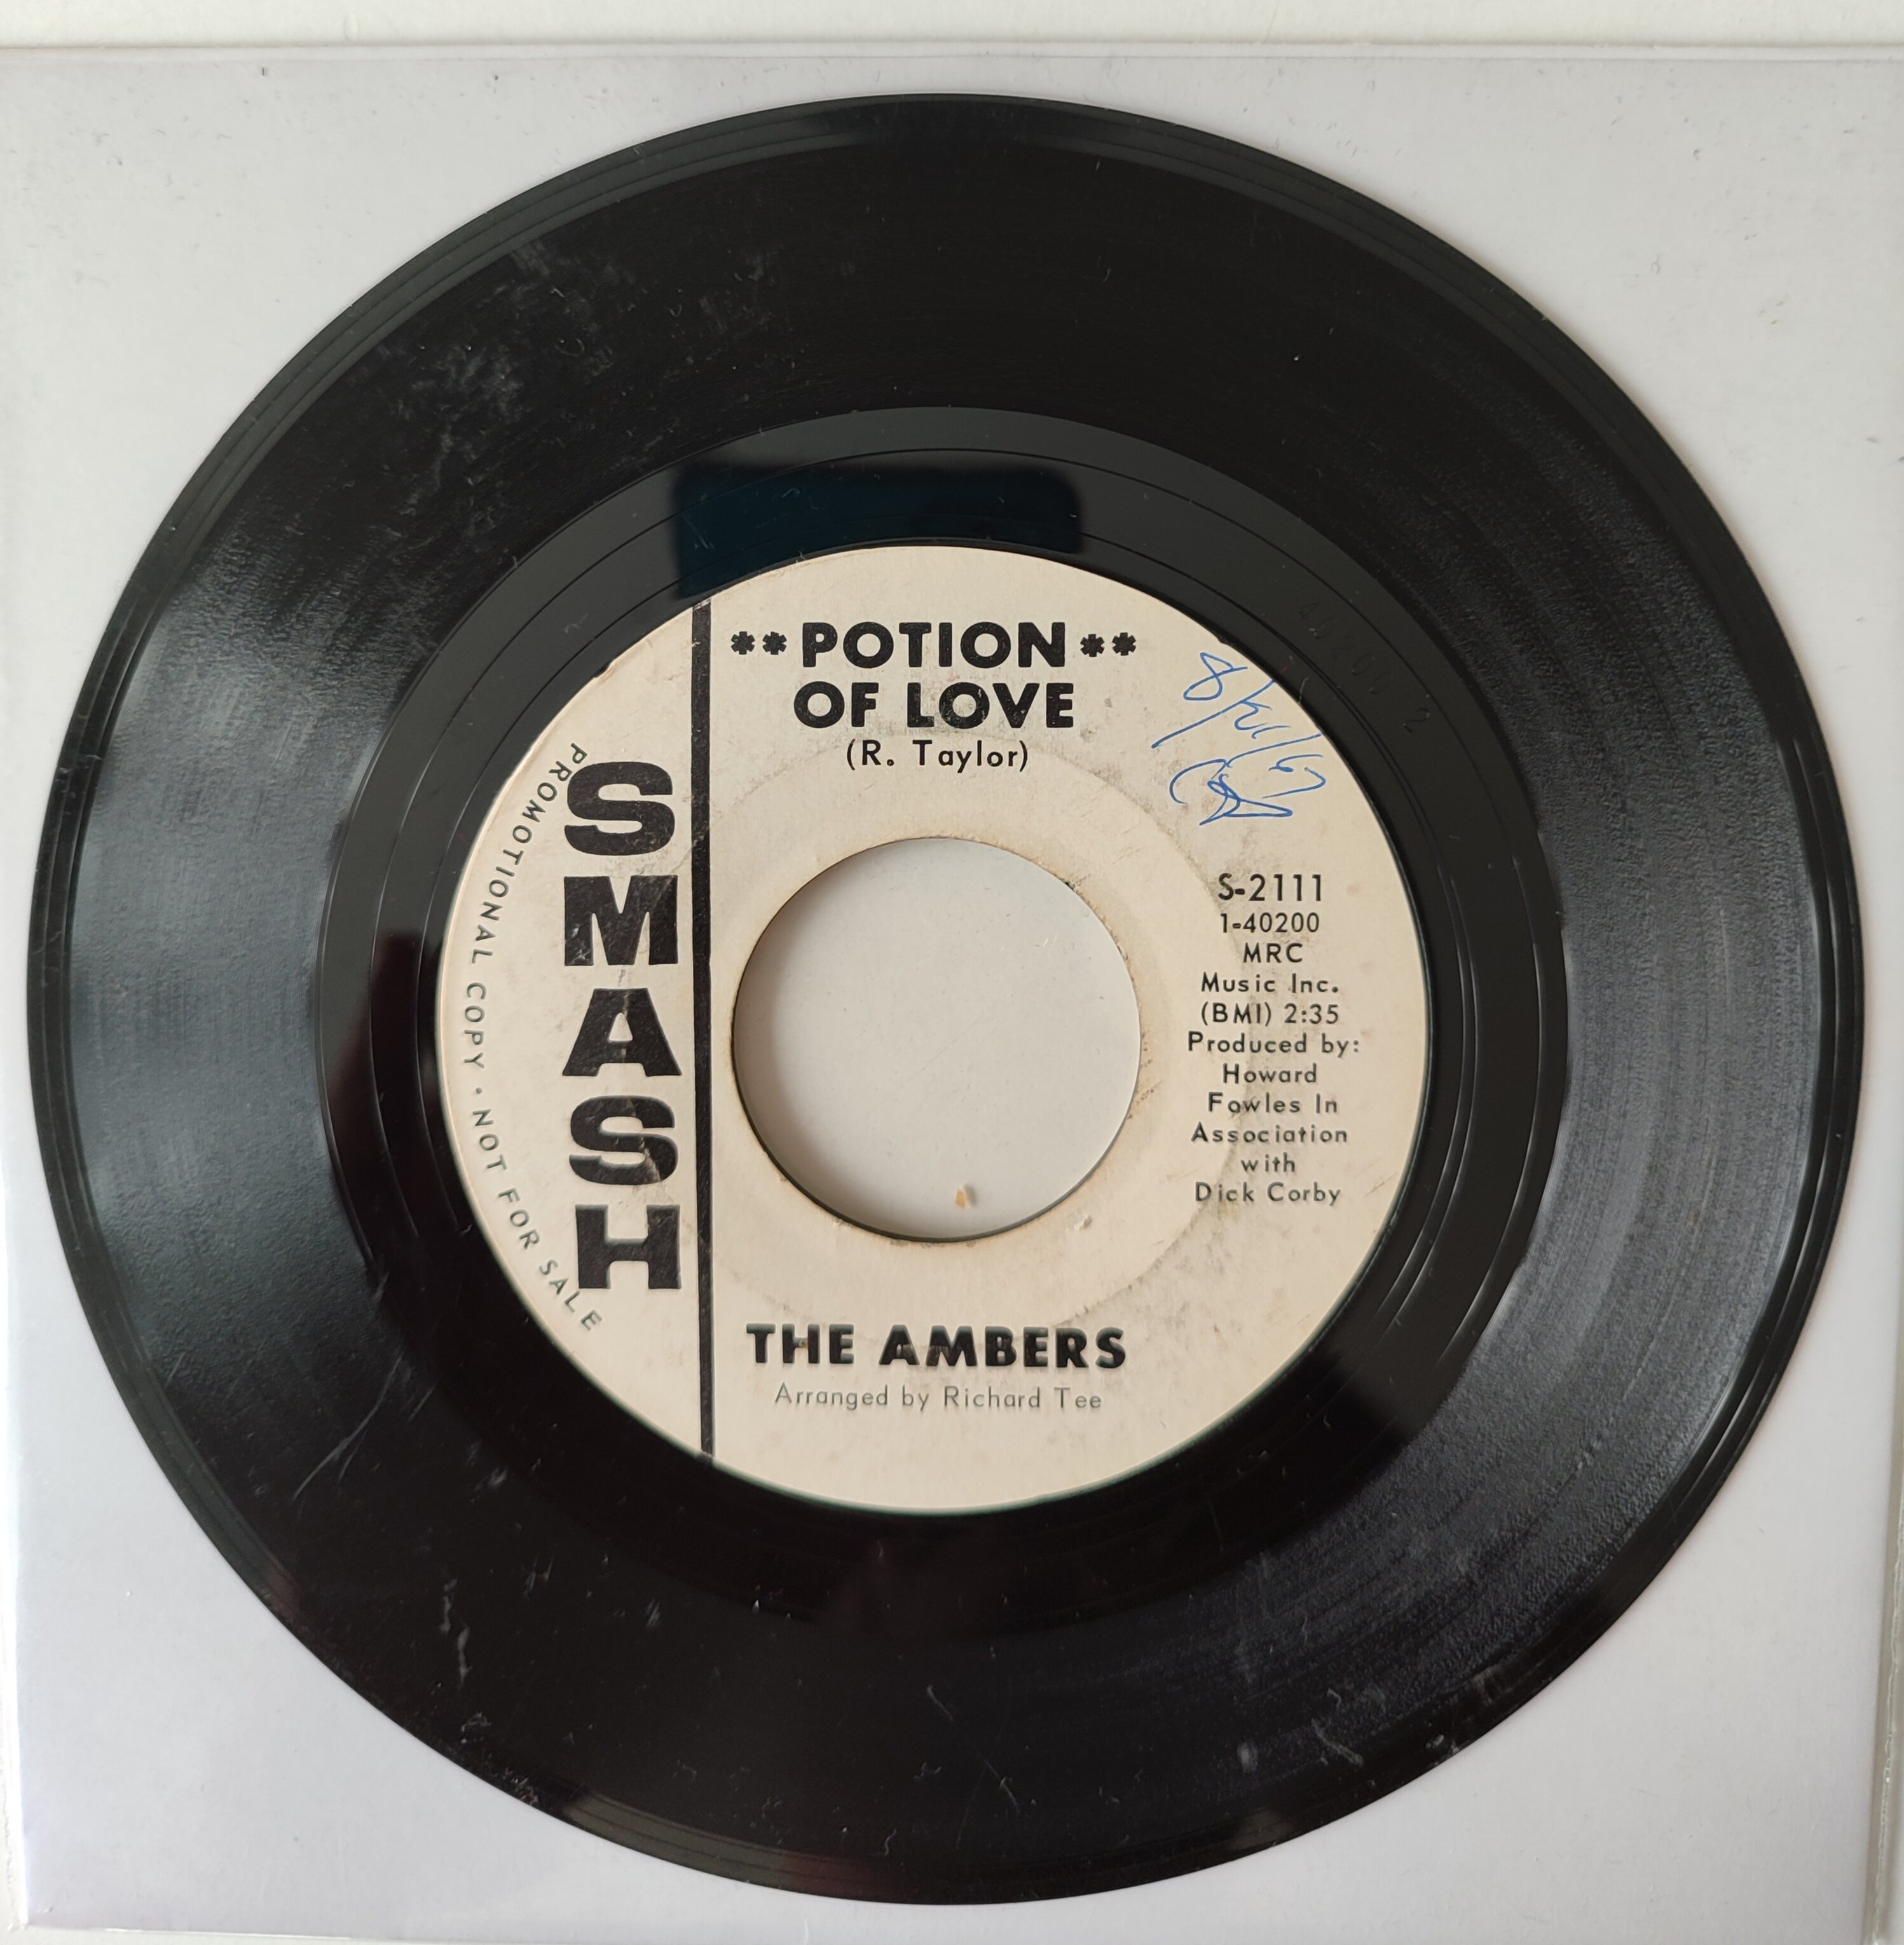 **POTION**
OF LOVE
(R. Taylor)
SMASH
PROMOTIONAL COPY • NOT FOR SALE
S-2111
1-40200
MRC
Music Inc.
(BMI) 2:35
Produced by:
Howard
Fowles In
Association
with
Dick Corby
THE AMBERS
Arranged by Richard Tee